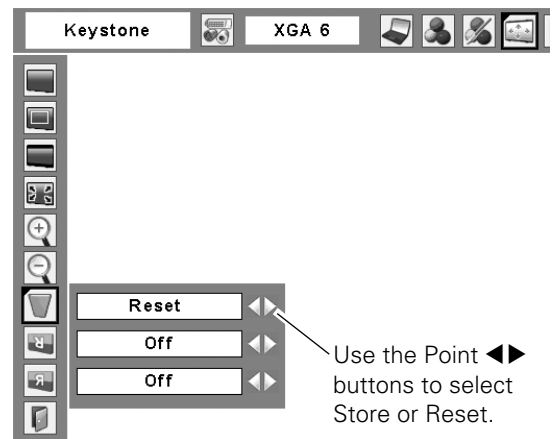 Keystone
XGA 6
Reset
Off
Off
Use the Point ◀▶
buttons to select
Store or Reset.